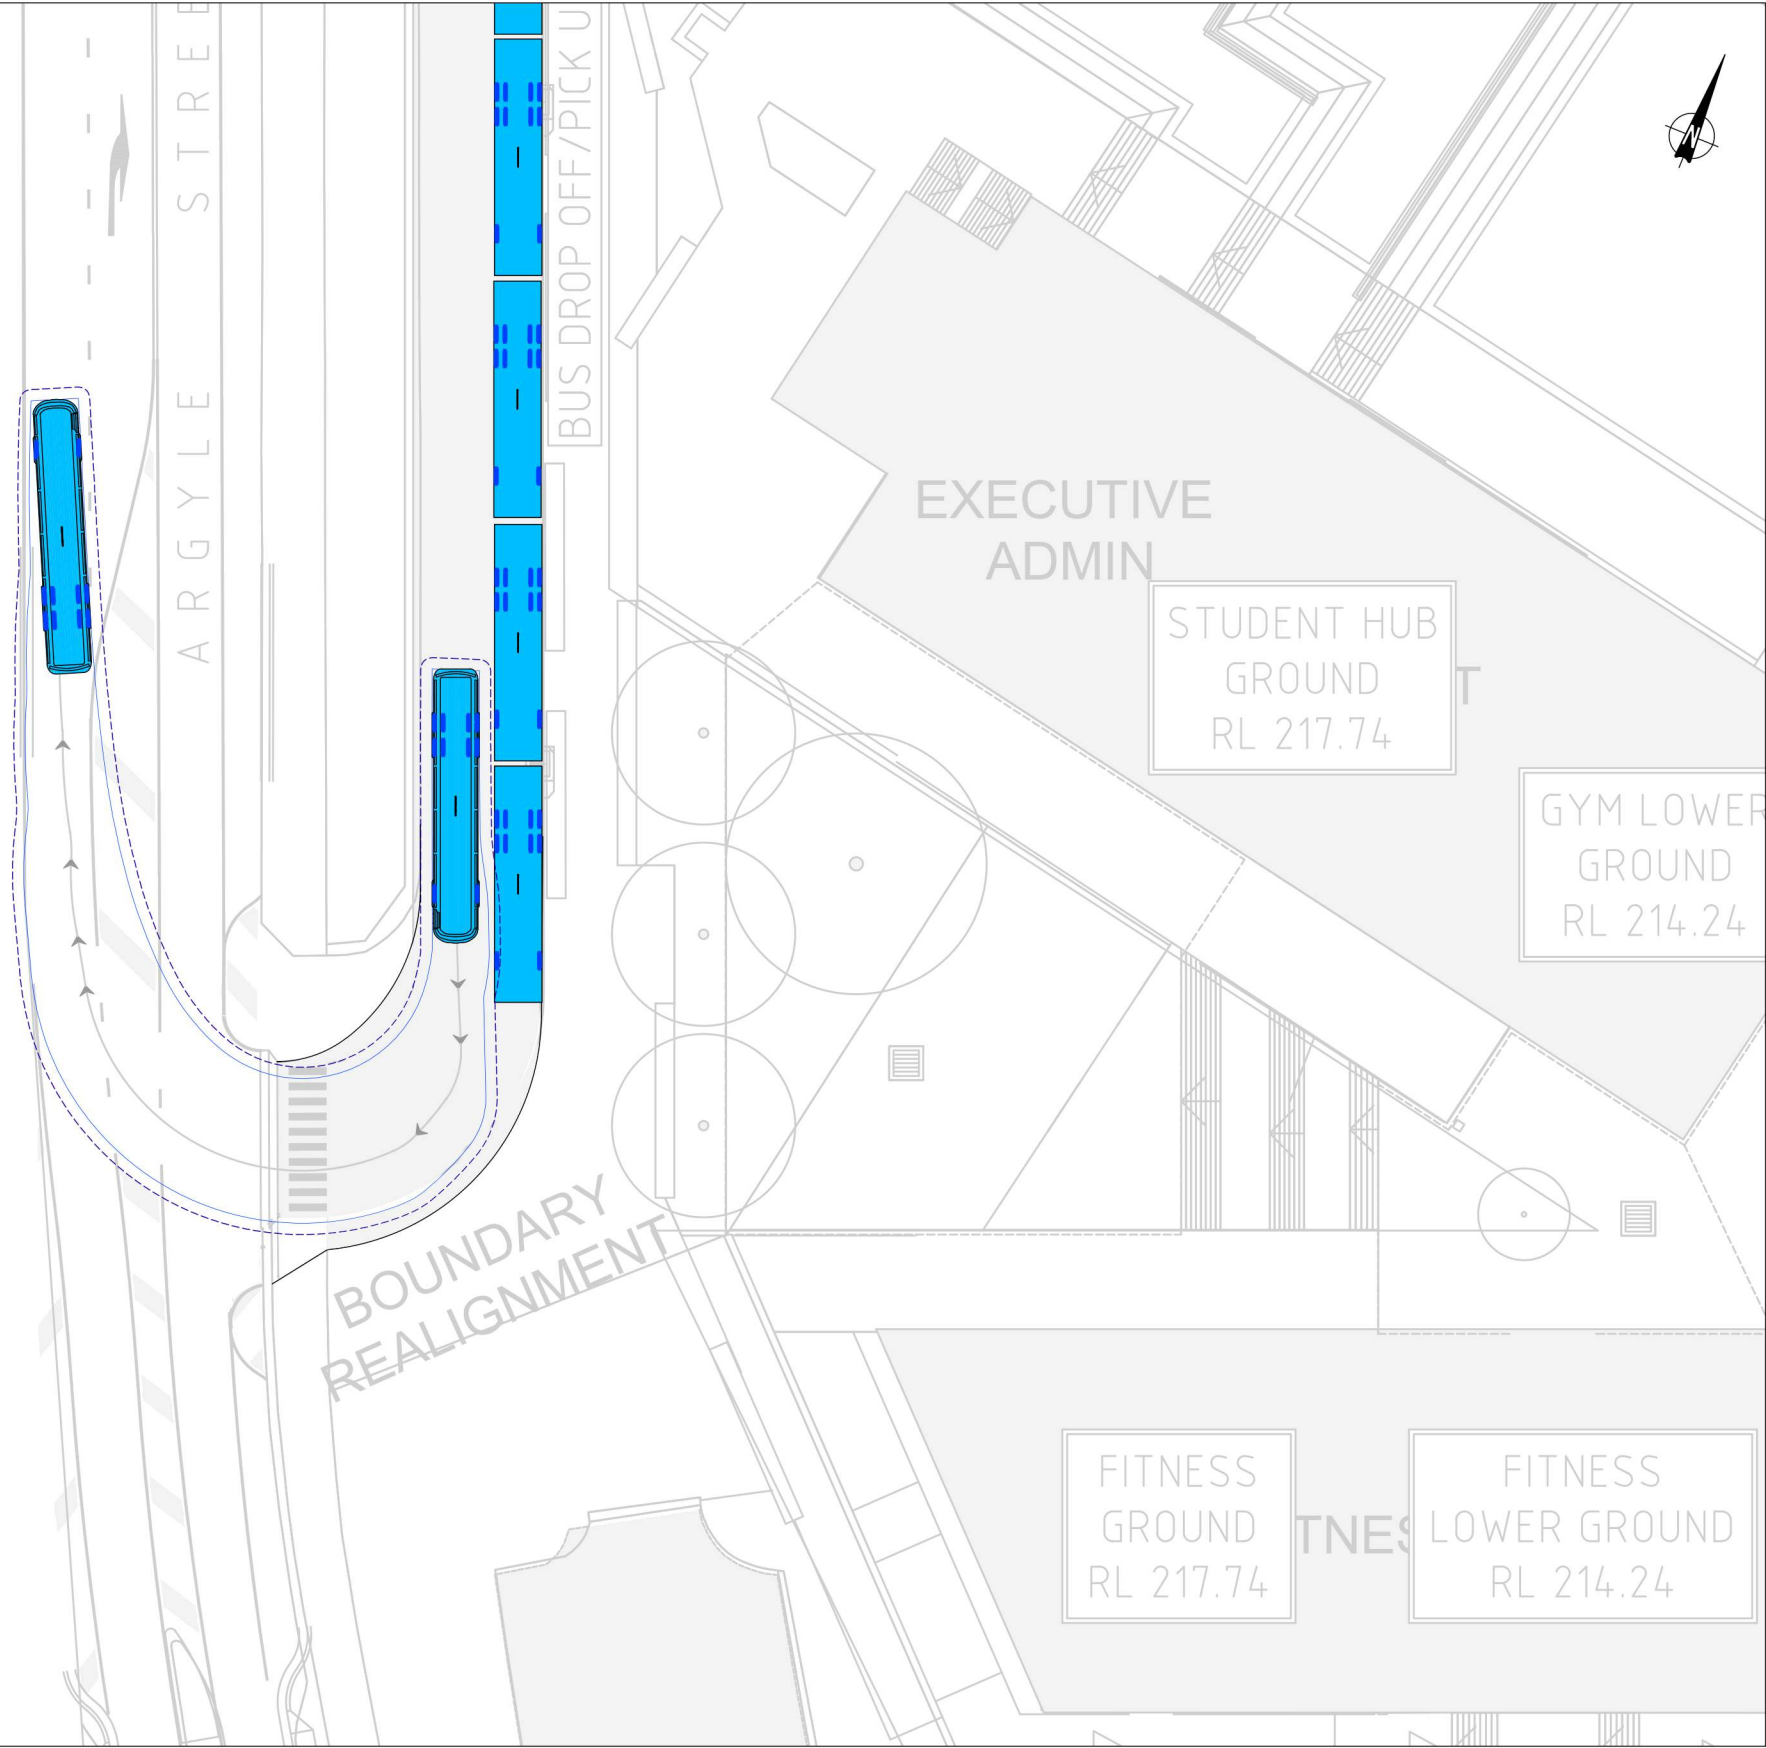 ARGYLE STREE
BUS DROP OFF/PICK U
N
EXECUTIVE
ADMIN
STUDENT HUB
GROUND
RL 217.74
T
GYM LOWER
GROUND
RL 214.24
BOUNDARY
REALIGNMENT
FITNESS
GROUND
RL 217.74
TNES
FITNESS
LOWER GROUND
RL 214.24